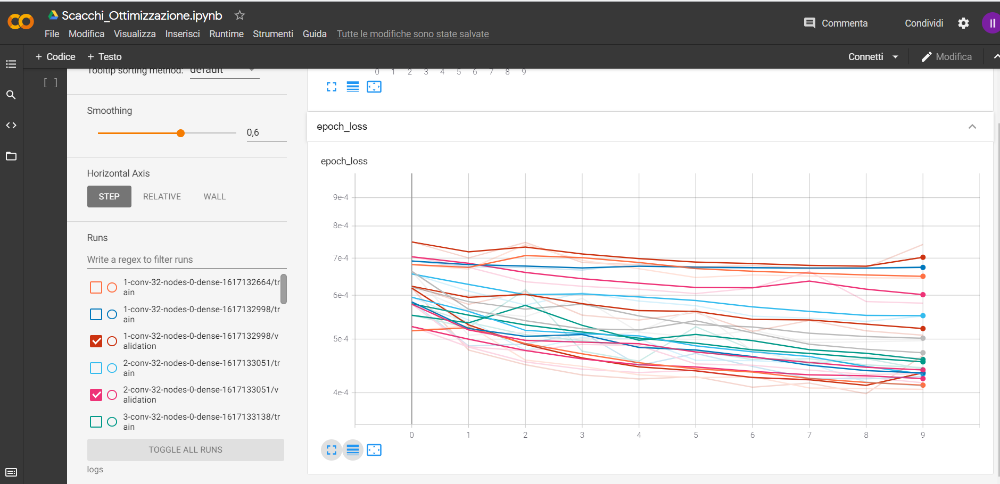 Scacchi_Ottimizzazione.ipynb
File Modifica Visualizza Inserisci Runtime Strumenti Guida Tutte le modifiche sono state salvate
Commenta Condividi
+ Codice + Testo
Connetti Modifica
[ ]
Tooltip sorting method: default
Smoothing
0,6
Horizontal Axis
STEP RELATIVE WALL
Runs
Write a regex to filter runs
1-conv-32-nodes-0-dense-1617132664/tr
ain
1-conv-32-nodes-0-dense-1617132998/tr
ain
1-conv-32-nodes-0-dense-1617132998/v
alidation
2-conv-32-nodes-0-dense-1617133051/tr
ain
2-conv-32-nodes-0-dense-1617133051/v
alidation
3-conv-32-nodes-0-dense-1617133138/tr
ain
TOGGLE ALL RUNS
logs
0 1 2 3 4 5 6 7 8 9
epoch_loss
epoch_loss
9e-4
8e-4
7e-4
6e-4
5e-4
4e-4
0 1 2 3 4 5 6 7 8 9